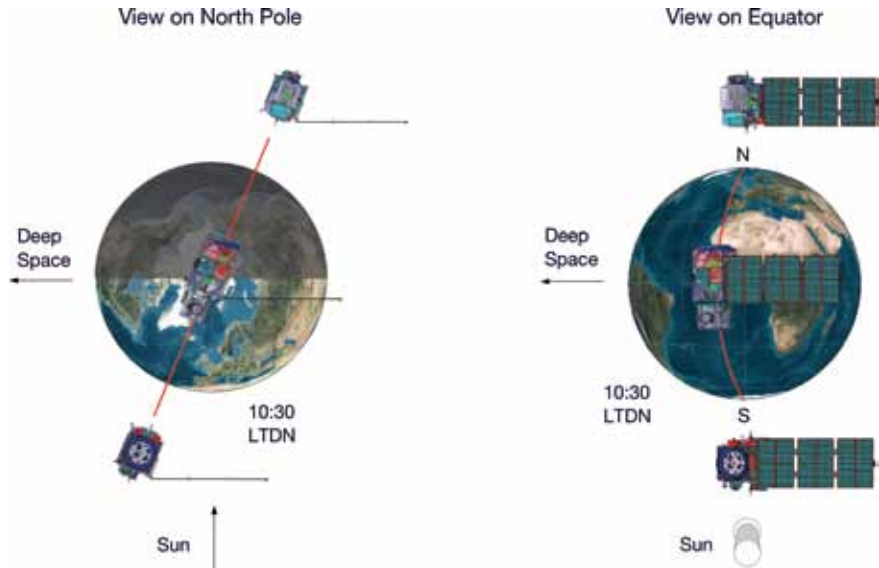 View on North Pole
View on Equator
N
Deep
Space
Deep
Space
10:30
LTDN
10:30
LTDN
S
Sun
Sun